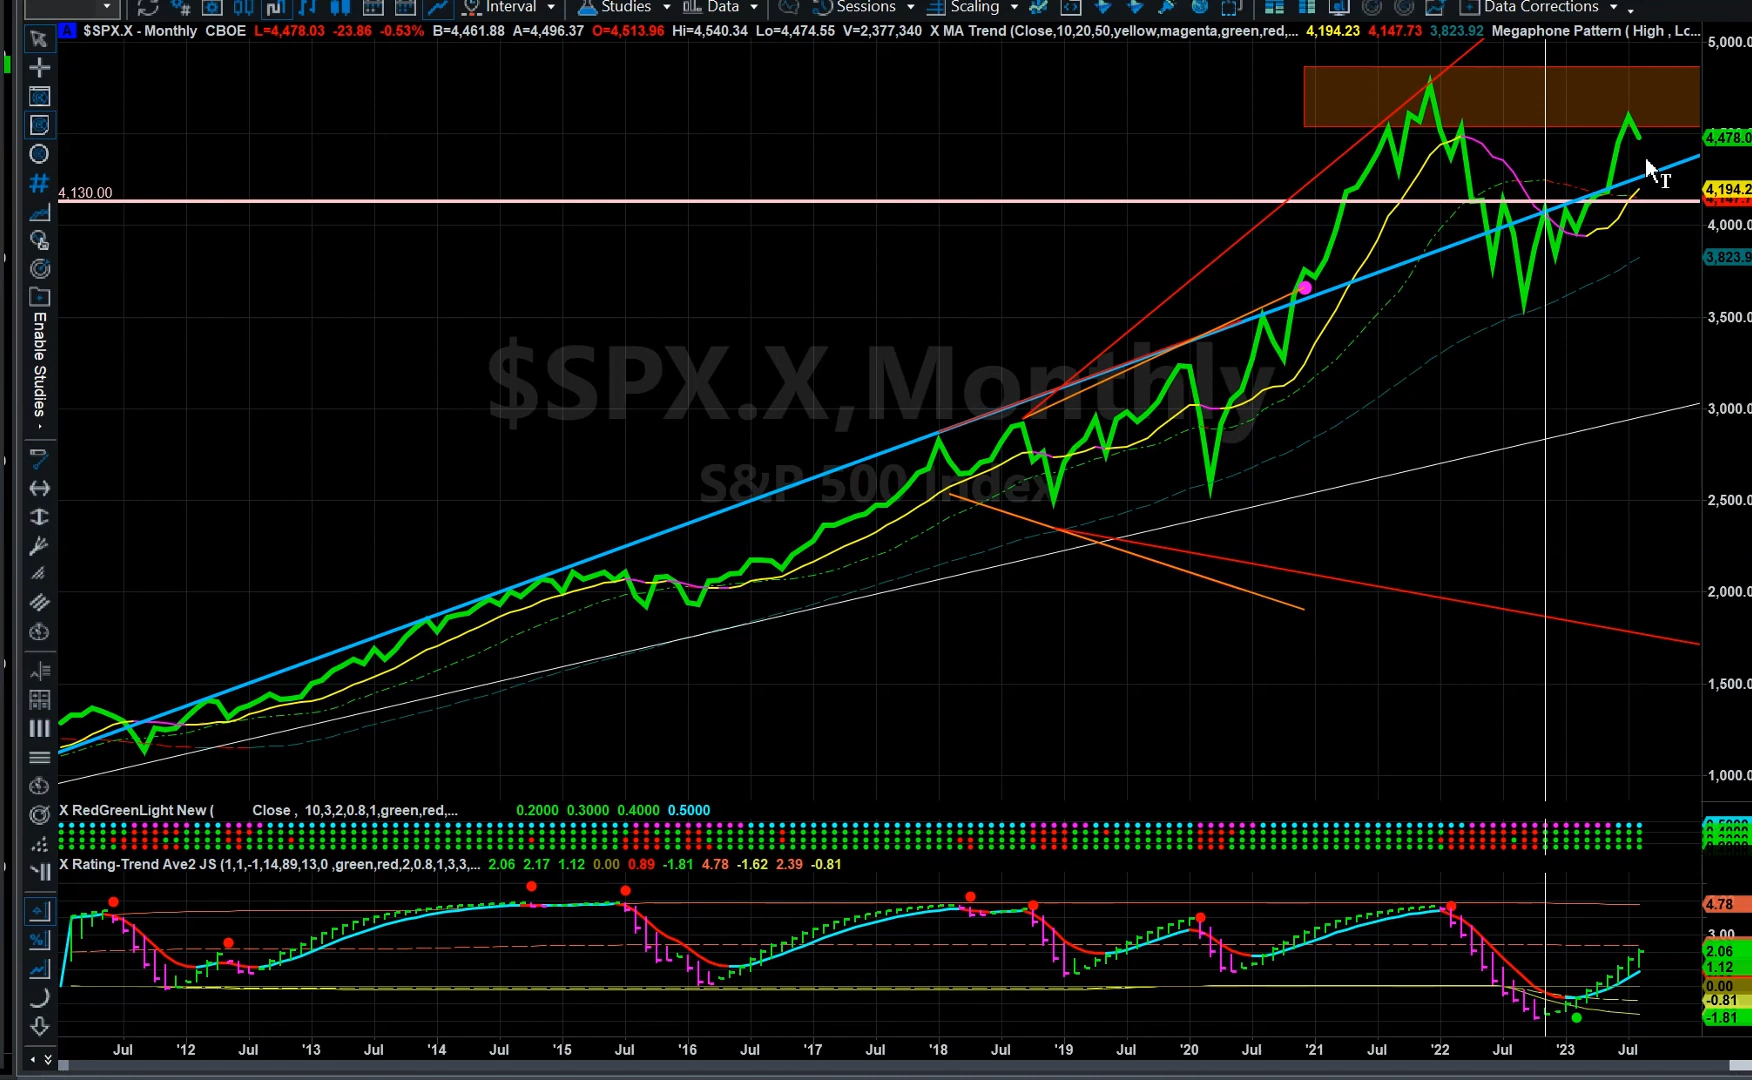 Interval Studies Data Sessions Scaling Data Corrections
$SPX.X - Monthly CBOE L=4,478.03 -23.86 -0.53% B=4,461.88 A=4,496.37 O=4,513.96 Hi=4,540.34 Lo=4,474.55 V=2,377,340 X MA Trend (Close,10,20,50,yellow,magenta,green,red,... 4,194.23 4,147.73 3,823.92 Megaphone Pattern ( High , Lc...
5,000.0
4,478.0
4,130.00
4,194.2
4,000.0
3,823.9
3,500.0
Enable Studies
$SPX.X,Monthly
3,000.0
S&P 500 Index
2,500.0
2,000.0
1,500.0
1,000.0
X RedGreenLight New ( Close , 10,3,2,0.8,1,green,red,... 0.2000 0.3000 0.4000 0.5000
X Rating-Trend Ave2 JS (1,1,-1,14,89,13,0 ,green,red,2,0.8,1,3,3,... 2.06 2.17 1.12 0.00 0.89 -1.81 4.78 -1.62 2.39 -0.81
4.78
3.00
2.06
1.12
0.00
-0.81
-1.81
Jul '12 Jul '13 Jul '14 Jul '15 Jul '16 Jul '17 Jul '18 Jul '19 Jul '20 Jul '21 Jul '22 Jul '23 Jul